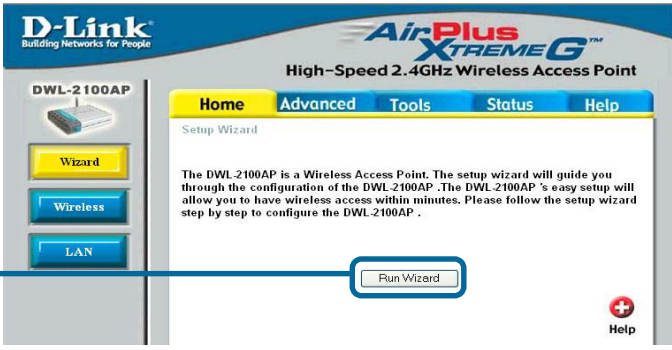 D-Link
Building Networks for People
AirPlus
XTREME G™
High-Speed 2.4GHz Wireless Access Point
DWL-2100AP
Home Advanced Tools Status Help
Setup Wizard
Wizard
Wireless
LAN
The DWL-2100AP is a Wireless Access Point. The setup wizard will guide you
through the configuration of the DWL-2100AP .The DWL-2100AP 's easy setup will
allow you to have wireless access within minutes. Please follow the setup wizard
step by step to configure the DWL-2100AP .
Run Wizard
Help